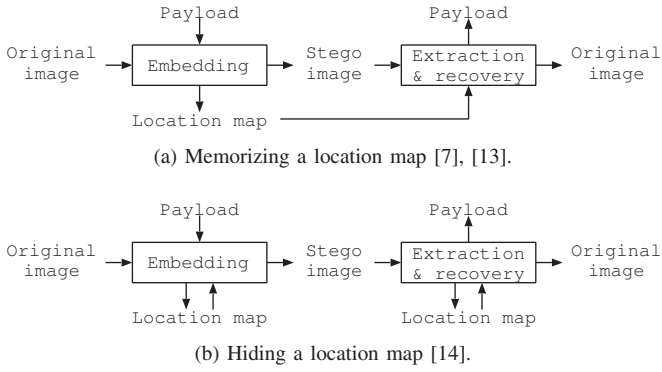 Payload Payload
Original image Embedding Stego image Extraction & recovery Original image
Location map
(a) Memorizing a location map [7], [13].
Payload Payload
Original image Embedding Stego image Extraction & recovery Original image
Location map Location map
(b) Hiding a location map [14].